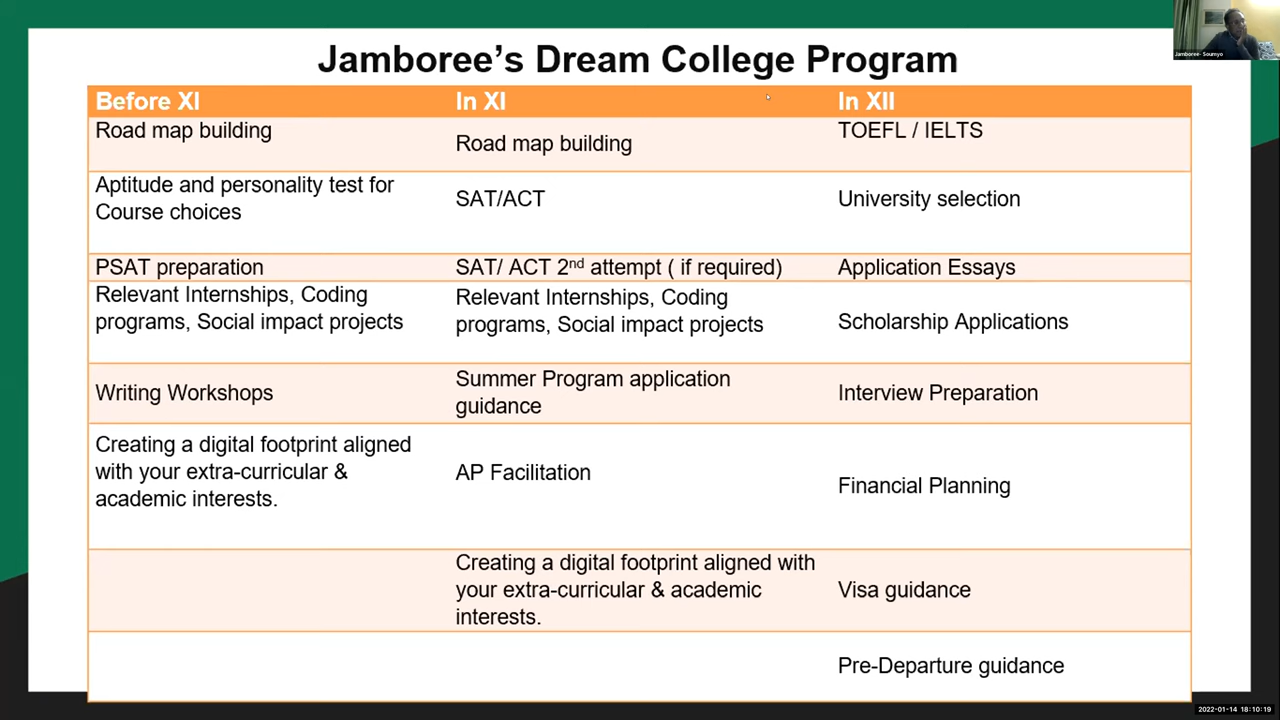 Jamboree’s Dream College Program
Jamboree- Soumyo
Before XI
In XI
In XII
Road map building
Road map building
TOEFL / IELTS
Aptitude and personality test for
Course choices
SAT/ACT
University selection
PSAT preparation
SAT/ ACT 2nd attempt ( if required)
Application Essays
Relevant Internships, Coding
programs, Social impact projects
Relevant Internships, Coding
programs, Social impact projects
Scholarship Applications
Writing Workshops
Summer Program application
guidance
Interview Preparation
Creating a digital footprint aligned
with your extra-curricular &
academic interests.
AP Facilitation
Financial Planning
Creating a digital footprint aligned with
your extra-curricular & academic
interests.
Visa guidance
Pre-Departure guidance
2022-01-14 18:10:19